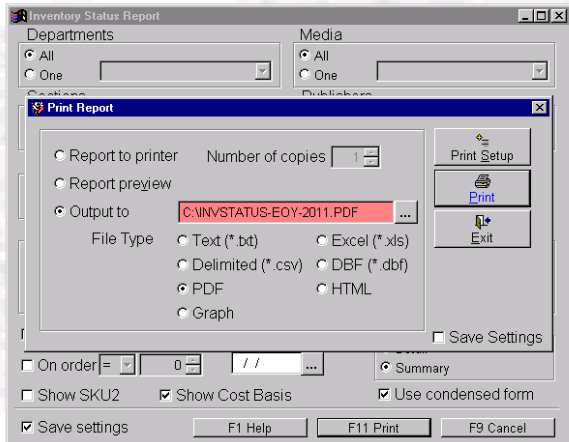 Inventory Status Report
Departments Media
All All
One One
Sections Publishers
Print Report
Report to printer Number of copies 1 Print Setup
Report preview Print
Output to C:\INVSTATUS-EOY-2011.PDF ... Exit
File Type Text (*.txt) Excel (*.xls)
Delimited (*.csv) DBF (*.dbf)
PDF HTML
Graph
Save Settings
On order = 0 / / ... Summary
Show SKU2 Show Cost Basis Use condensed form
Save settings F1 Help F11 Print F9 Cancel